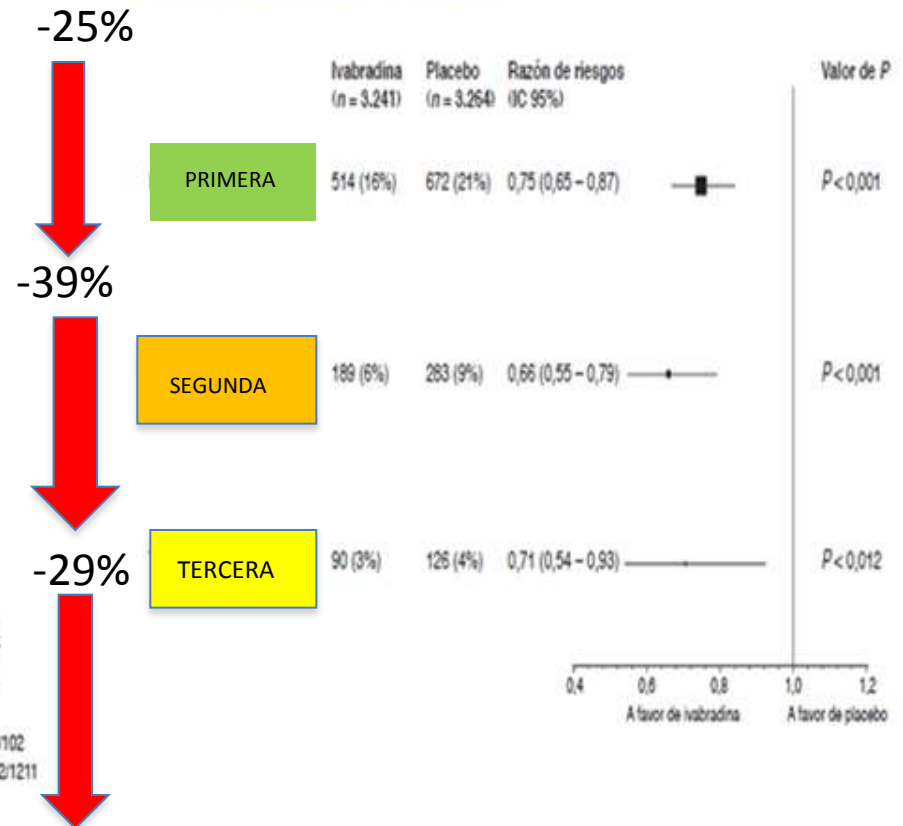 -25%
Ivabradina Placebo Razón de riesgos Valor de P
(n = 3.241) (n = 3.264) (IC 95%)
PRIMERA 514 (16%) 672 (21%) 0,75 (0,65 – 0,87) P < 0,001
-39%
SEGUNDA 189 (6%) 283 (9%) 0,66 (0,55 – 0,79) P < 0,001
-29%
TERCERA 90 (3%) 126 (4%) 0,71 (0,54 – 0,93) P < 0,012
0,4 0,6 0,8 1,0 1,2
A favor de ivabradina A favor de placebo
/102
2/1211